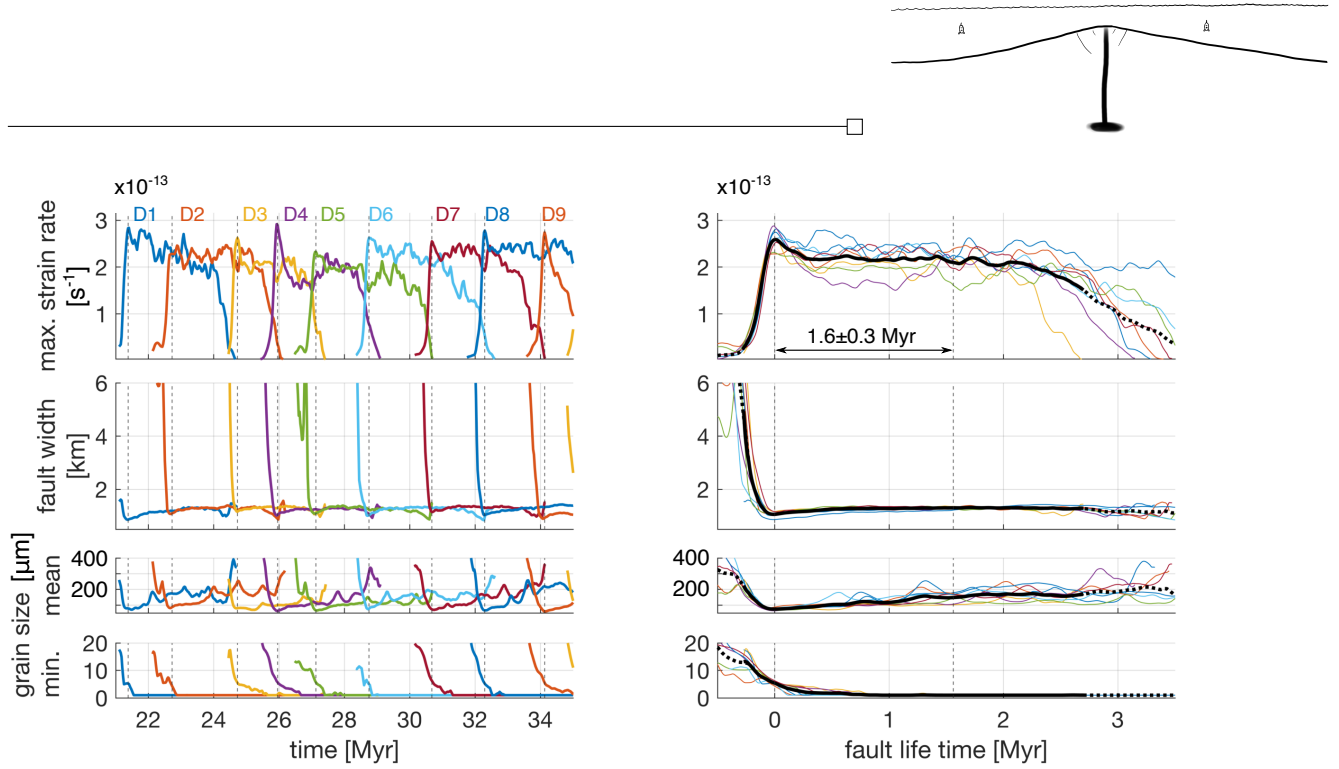 x10⁻¹³
D1 D2 D3 D4 D5 D6 D7 D8 D9
max. strain rate
[s⁻¹]
3
2
1
fault width
[km]
6
4
2
grain size [µm]
mean
400
200
min.
20
10
0
22 24 26 28 30 32 34
time [Myr]
x10⁻¹³
3
2
1
1.6±0.3 Myr
6
4
2
400
200
20
10
0
0 1 2 3
fault life time [Myr]